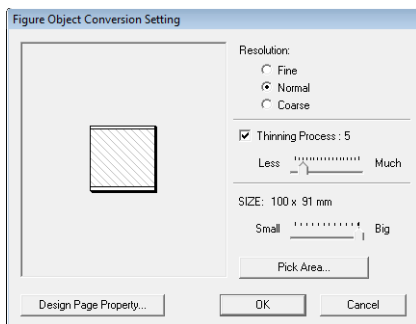 Figure Object Conversion Setting
Resolution:
Fine
Normal
Coarse
Thinning Process : 5
Less Much
SIZE: 100 x 91 mm
Small Big
Pick Area...
Design Page Property... OK Cancel